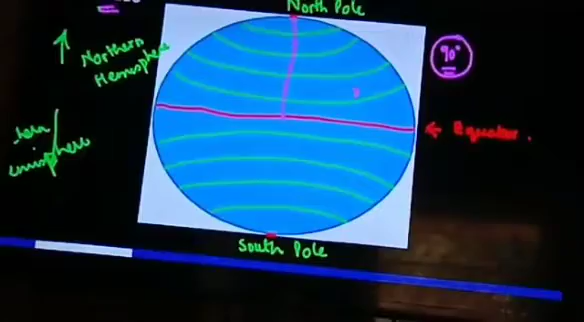 North Pole
Northern
Hemisphere
90°
Equator.
South Pole